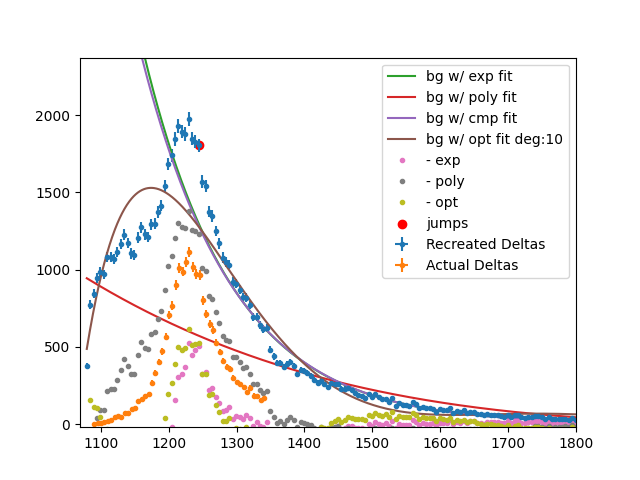 2000
1500
1000
500
0
1100 1200 1300 1400 1500 1600 1700 1800
bg w/ exp fit
bg w/ poly fit
bg w/ cmp fit
bg w/ opt fit deg:10
- exp
- poly
- opt
jumps
Recreated Deltas
Actual Deltas